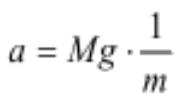 a = Mg · 1/m